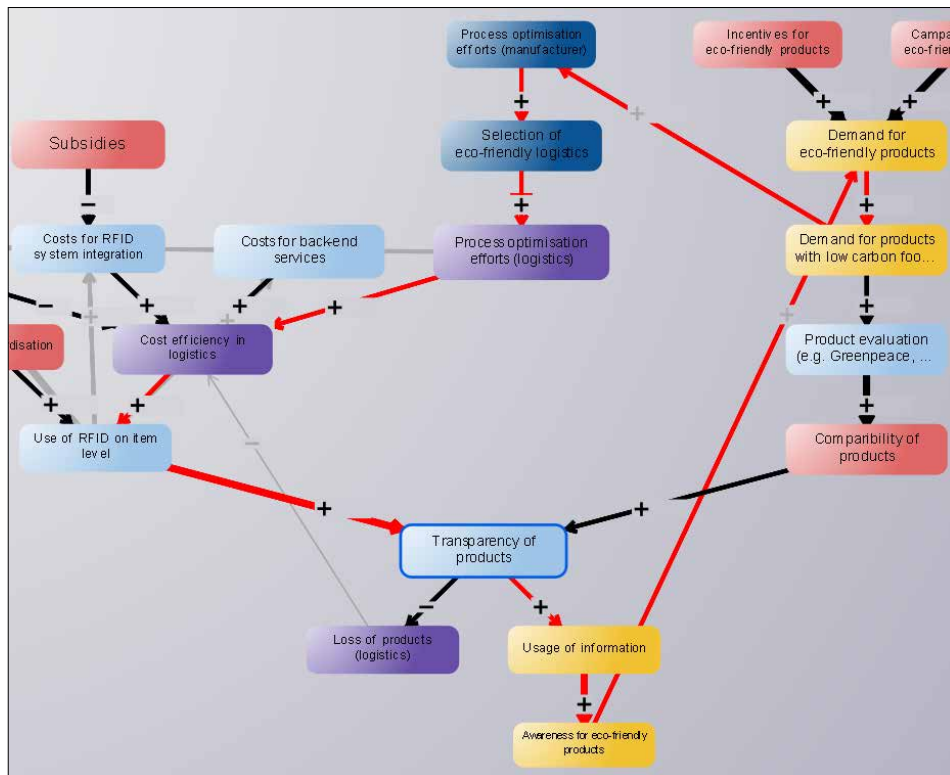 Process optimisation
efforts (manufacturer)
Incentives for
eco-friendly products
Campa
eco-frien
+
+
+
+
Subsidies
Selection of
eco-friendly logistics
Demand for
eco-friendly products
−
+
+
Costs for RFID
system integration
Costs for back-end
services
Process optimisation
efforts (logistics)
Demand for products
with low carbon foo...
−
+
+
+
+
+
+
+
disation
Cost efficiency in
logistics
Product evaluation
(e.g. Greenpeace, ...
+
+
+
Use of RFID on item
level
−
Comparibility of
products
+
+
Transparency of
products
−
+
Loss of products
(logistics)
Usage of information
+
Awareness for eco-friendly
products